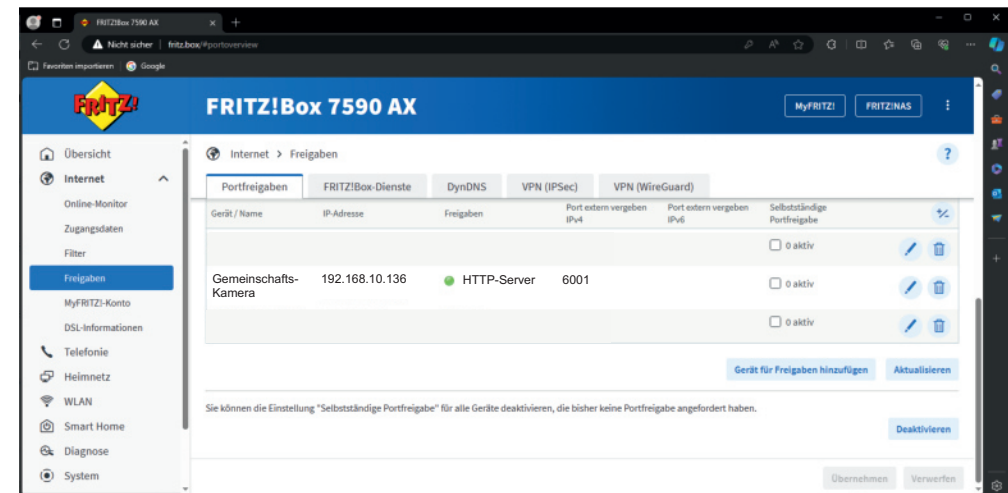 FRITZ!Box 7590 AX
Nicht sicher | fritz.box/#portoverview
Favoriten importieren Google
FRITZ!
FRITZ!Box 7590 AX
MyFRITZ! FRITZ!NAS
Übersicht
Internet
Online-Monitor
Zugangsdaten
Filter
Freigaben
MyFRITZ!-Konto
DSL-Informationen
Telefonie
Heimnetz
WLAN
Smart Home
Diagnose
System
Internet > Freigaben
?
Portfreigaben FRITZ!Box-Dienste DynDNS VPN (IPSec) VPN (WireGuard)
Gerät / Name IP-Adresse Freigaben Port extern vergeben IPv4 Port extern vergeben IPv6 Selbstständige Portfreigabe
0 aktiv
Gemeinschafts-
Kamera
192.168.10.136 HTTP-Server 6001 0 aktiv
0 aktiv
Gerät für Freigaben hinzufügen Aktualisieren
Sie können die Einstellung "Selbstständige Portfreigabe" für alle Geräte deaktivieren, die bisher keine Portfreigabe angefordert haben.
Deaktivieren
Übernehmen Verwerfen